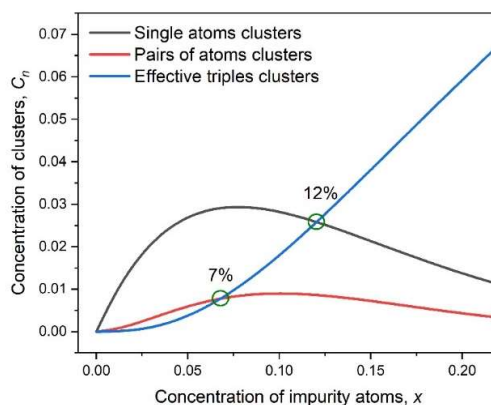 Single atoms clusters
Pairs of atoms clusters
Effective triples clusters
Concentration of clusters, Cₙ
0.07
0.06
0.05
0.04
0.03
0.02
0.01
0.00
12%
7%
0.00 0.05 0.10 0.15 0.20
Concentration of impurity atoms, x